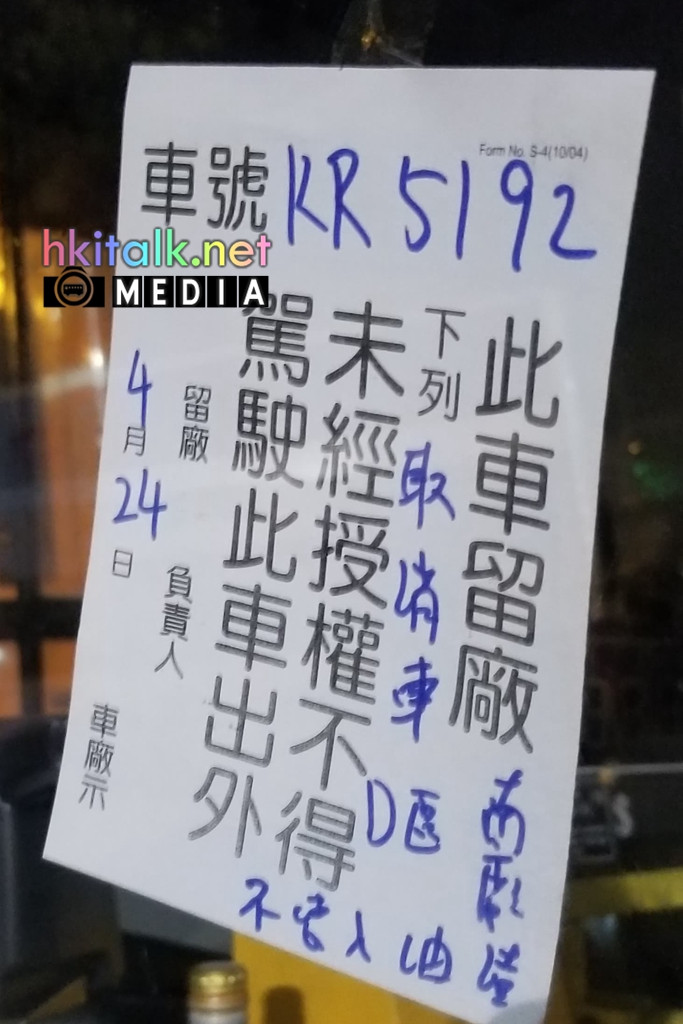 Form No. S-4(10/04)
車號 KR 5192
hkitalk.net
MEDIA
此車留廠
下列 取消車 D區
未經授權不得
駕駛此車出外
不需入油
留廠 負責人
4月24日 車廠示